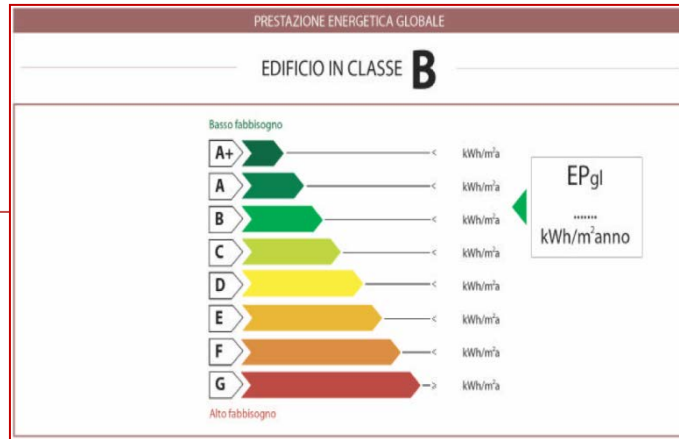 PRESTAZIONE ENERGETICA GLOBALE
EDIFICIO IN CLASSE B
Basso fabbisogno
A+ < kWh/m²a
A < kWh/m²a
B < kWh/m²a
C < kWh/m²a
D < kWh/m²a
E < kWh/m²a
F < kWh/m²a
G ≥ kWh/m²a
Alto fabbisogno
EPgl
.......
kWh/m²anno